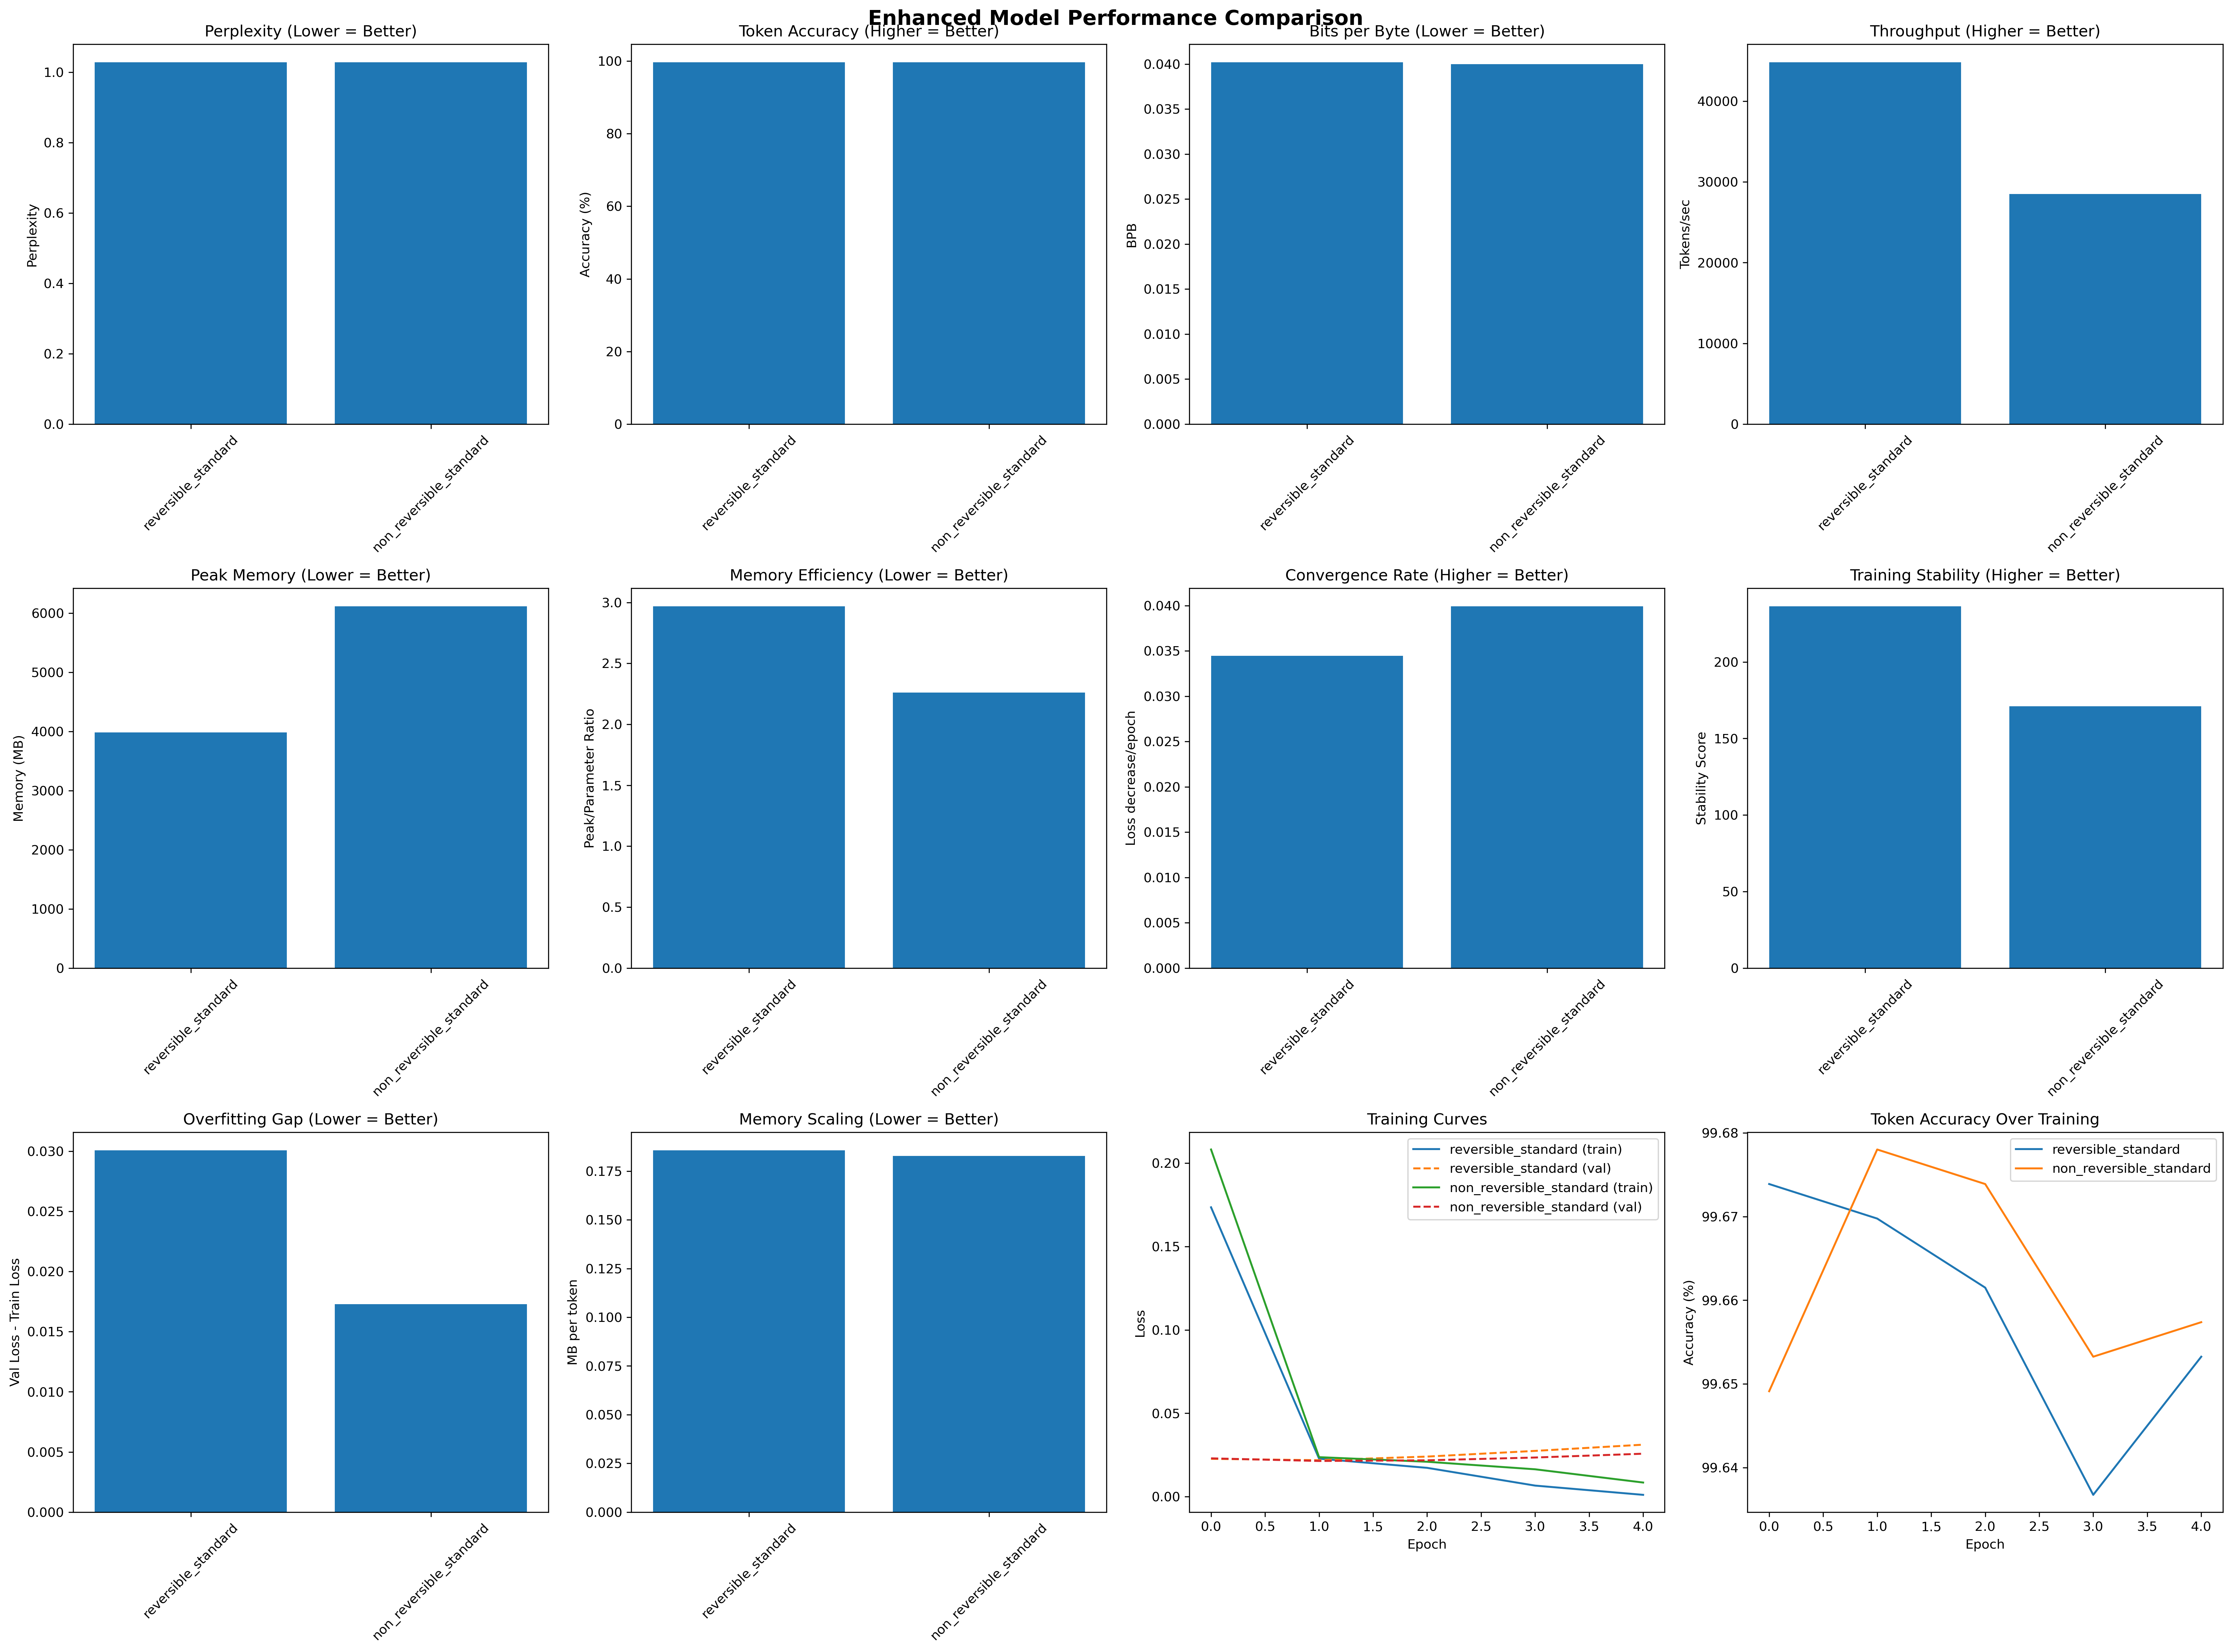 Enhanced Model Performance Comparison
Perplexity (Lower = Better)
Perplexity
1.0
0.8
0.6
0.4
0.2
0.0
reversible_standard
non_reversible_standard
Token Accuracy (Higher = Better)
Accuracy (%)
100
80
60
40
20
0
reversible_standard
non_reversible_standard
Bits per Byte (Lower = Better)
BPB
0.040
0.035
0.030
0.025
0.020
0.015
0.010
0.005
0.000
reversible_standard
non_reversible_standard
Throughput (Higher = Better)
Tokens/sec
40000
30000
20000
10000
0
reversible_standard
non_reversible_standard
Peak Memory (Lower = Better)
Memory (MB)
6000
5000
4000
3000
2000
1000
0
reversible_standard
non_reversible_standard
Memory Efficiency (Lower = Better)
Peak/Parameter Ratio
3.0
2.5
2.0
1.5
1.0
0.5
0.0
reversible_standard
non_reversible_standard
Convergence Rate (Higher = Better)
Loss decrease/epoch
0.040
0.035
0.030
0.025
0.020
0.015
0.010
0.005
0.000
reversible_standard
non_reversible_standard
Training Stability (Higher = Better)
Stability Score
200
150
100
50
0
reversible_standard
non_reversible_standard
Overfitting Gap (Lower = Better)
Val Loss - Train Loss
0.030
0.025
0.020
0.015
0.010
0.005
0.000
reversible_standard
non_reversible_standard
Memory Scaling (Lower = Better)
MB per token
0.175
0.150
0.125
0.100
0.075
0.050
0.025
0.000
reversible_standard
non_reversible_standard
Training Curves
Loss
0.20
0.15
0.10
0.05
0.00
reversible_standard (train)
reversible_standard (val)
non_reversible_standard (train)
non_reversible_standard (val)
0.0 0.5 1.0 1.5 2.0 2.5 3.0 3.5 4.0
Epoch
Token Accuracy Over Training
Accuracy (%)
99.68
99.67
99.66
99.65
99.64
reversible_standard
non_reversible_standard
0.0 0.5 1.0 1.5 2.0 2.5 3.0 3.5 4.0
Epoch